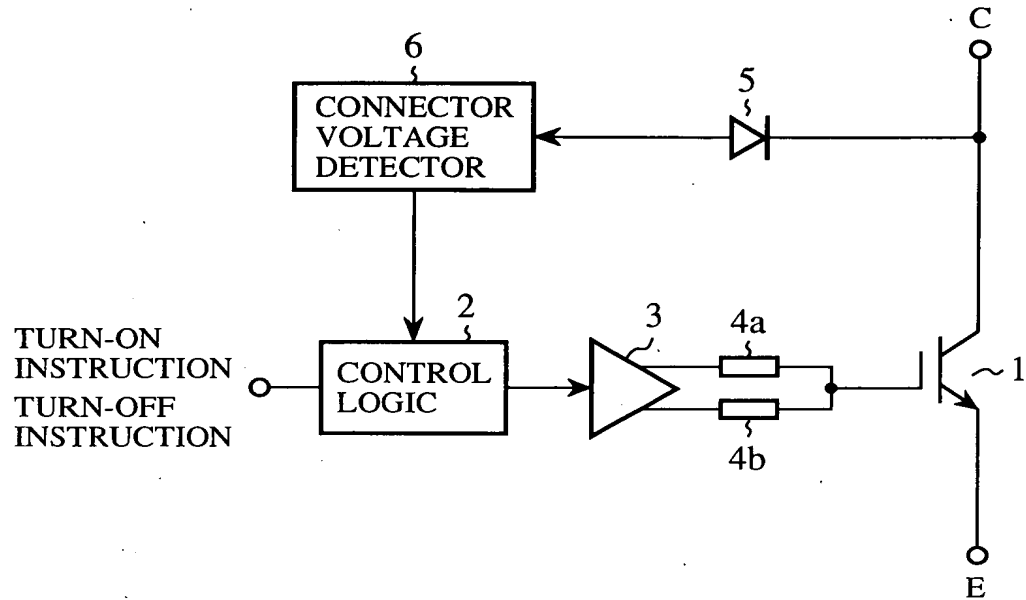 C
6
CONNECTOR
VOLTAGE
DETECTOR
5
2
3
4a
TURN-ON
INSTRUCTION
CONTROL
LOGIC
1
TURN-OFF
INSTRUCTION
4b
E